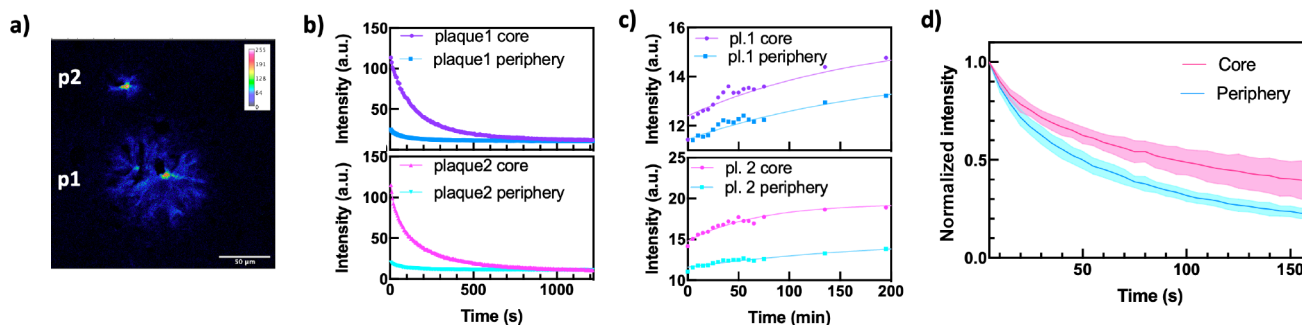 a)
p2
p1
255
191
128
64
0
50 µm
b)
Intensity (a.u.)
150
100
50
0
plaque1 core
plaque1 periphery
Intensity (a.u.)
150
100
50
0
plaque2 core
plaque2 periphery
0 500 1000
Time (s)
c)
Intensity (a.u.)
16
14
12
11
pl.1 core
pl.1 periphery
Intensity (a.u.)
25
20
15
10
pl. 2 core
pl. 2 periphery
0 50 100 150 200
Time (min)
d)
Normalized intensity
1.0
0.5
0.0
Core
Periphery
50 100 150
Time (s)